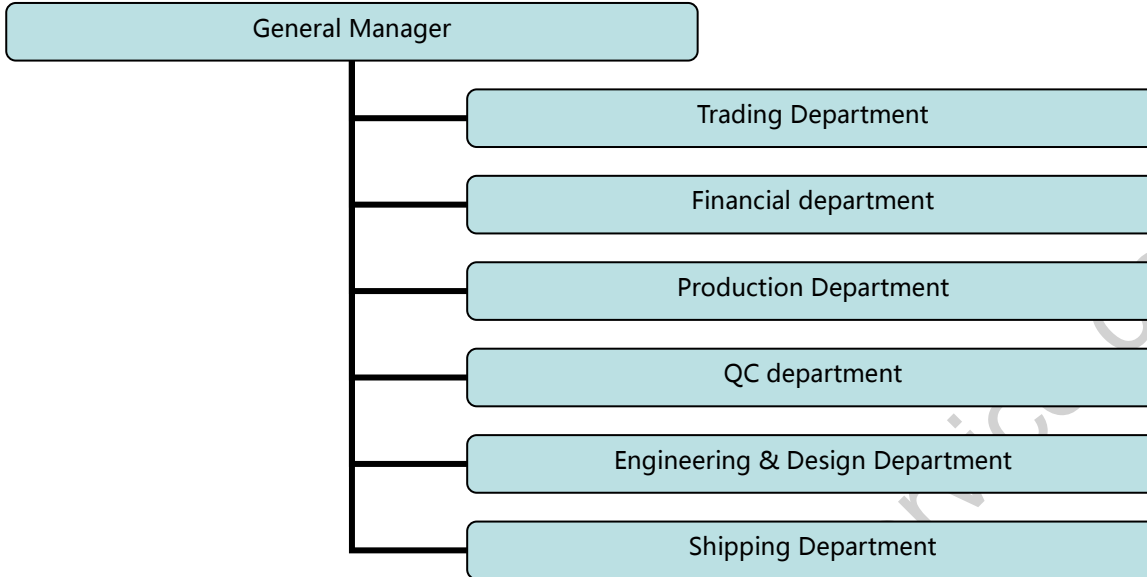 General Manager
Trading Department
Financial department
Production Department
QC department
Engineering & Design Department
Shipping Department